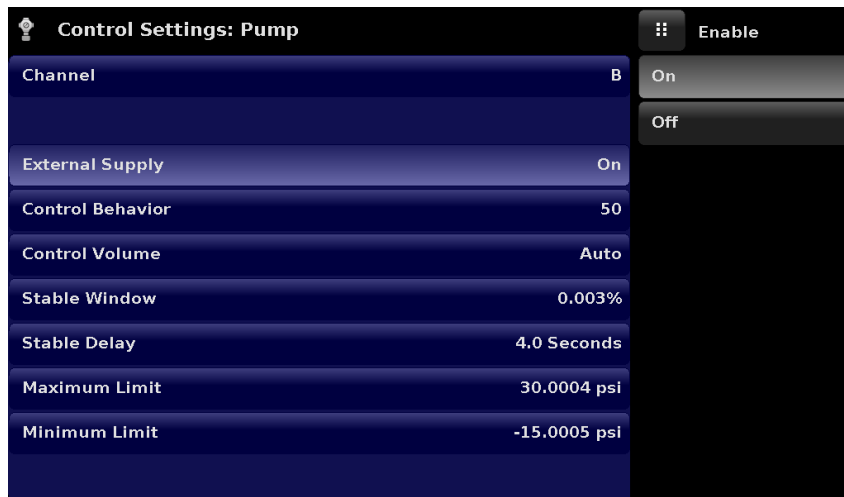 Control Settings: Pump
Channel B
External Supply On
Control Behavior 50
Control Volume Auto
Stable Window 0.003%
Stable Delay 4.0 Seconds
Maximum Limit 30.0004 psi
Minimum Limit -15.0005 psi
Enable
On
Off